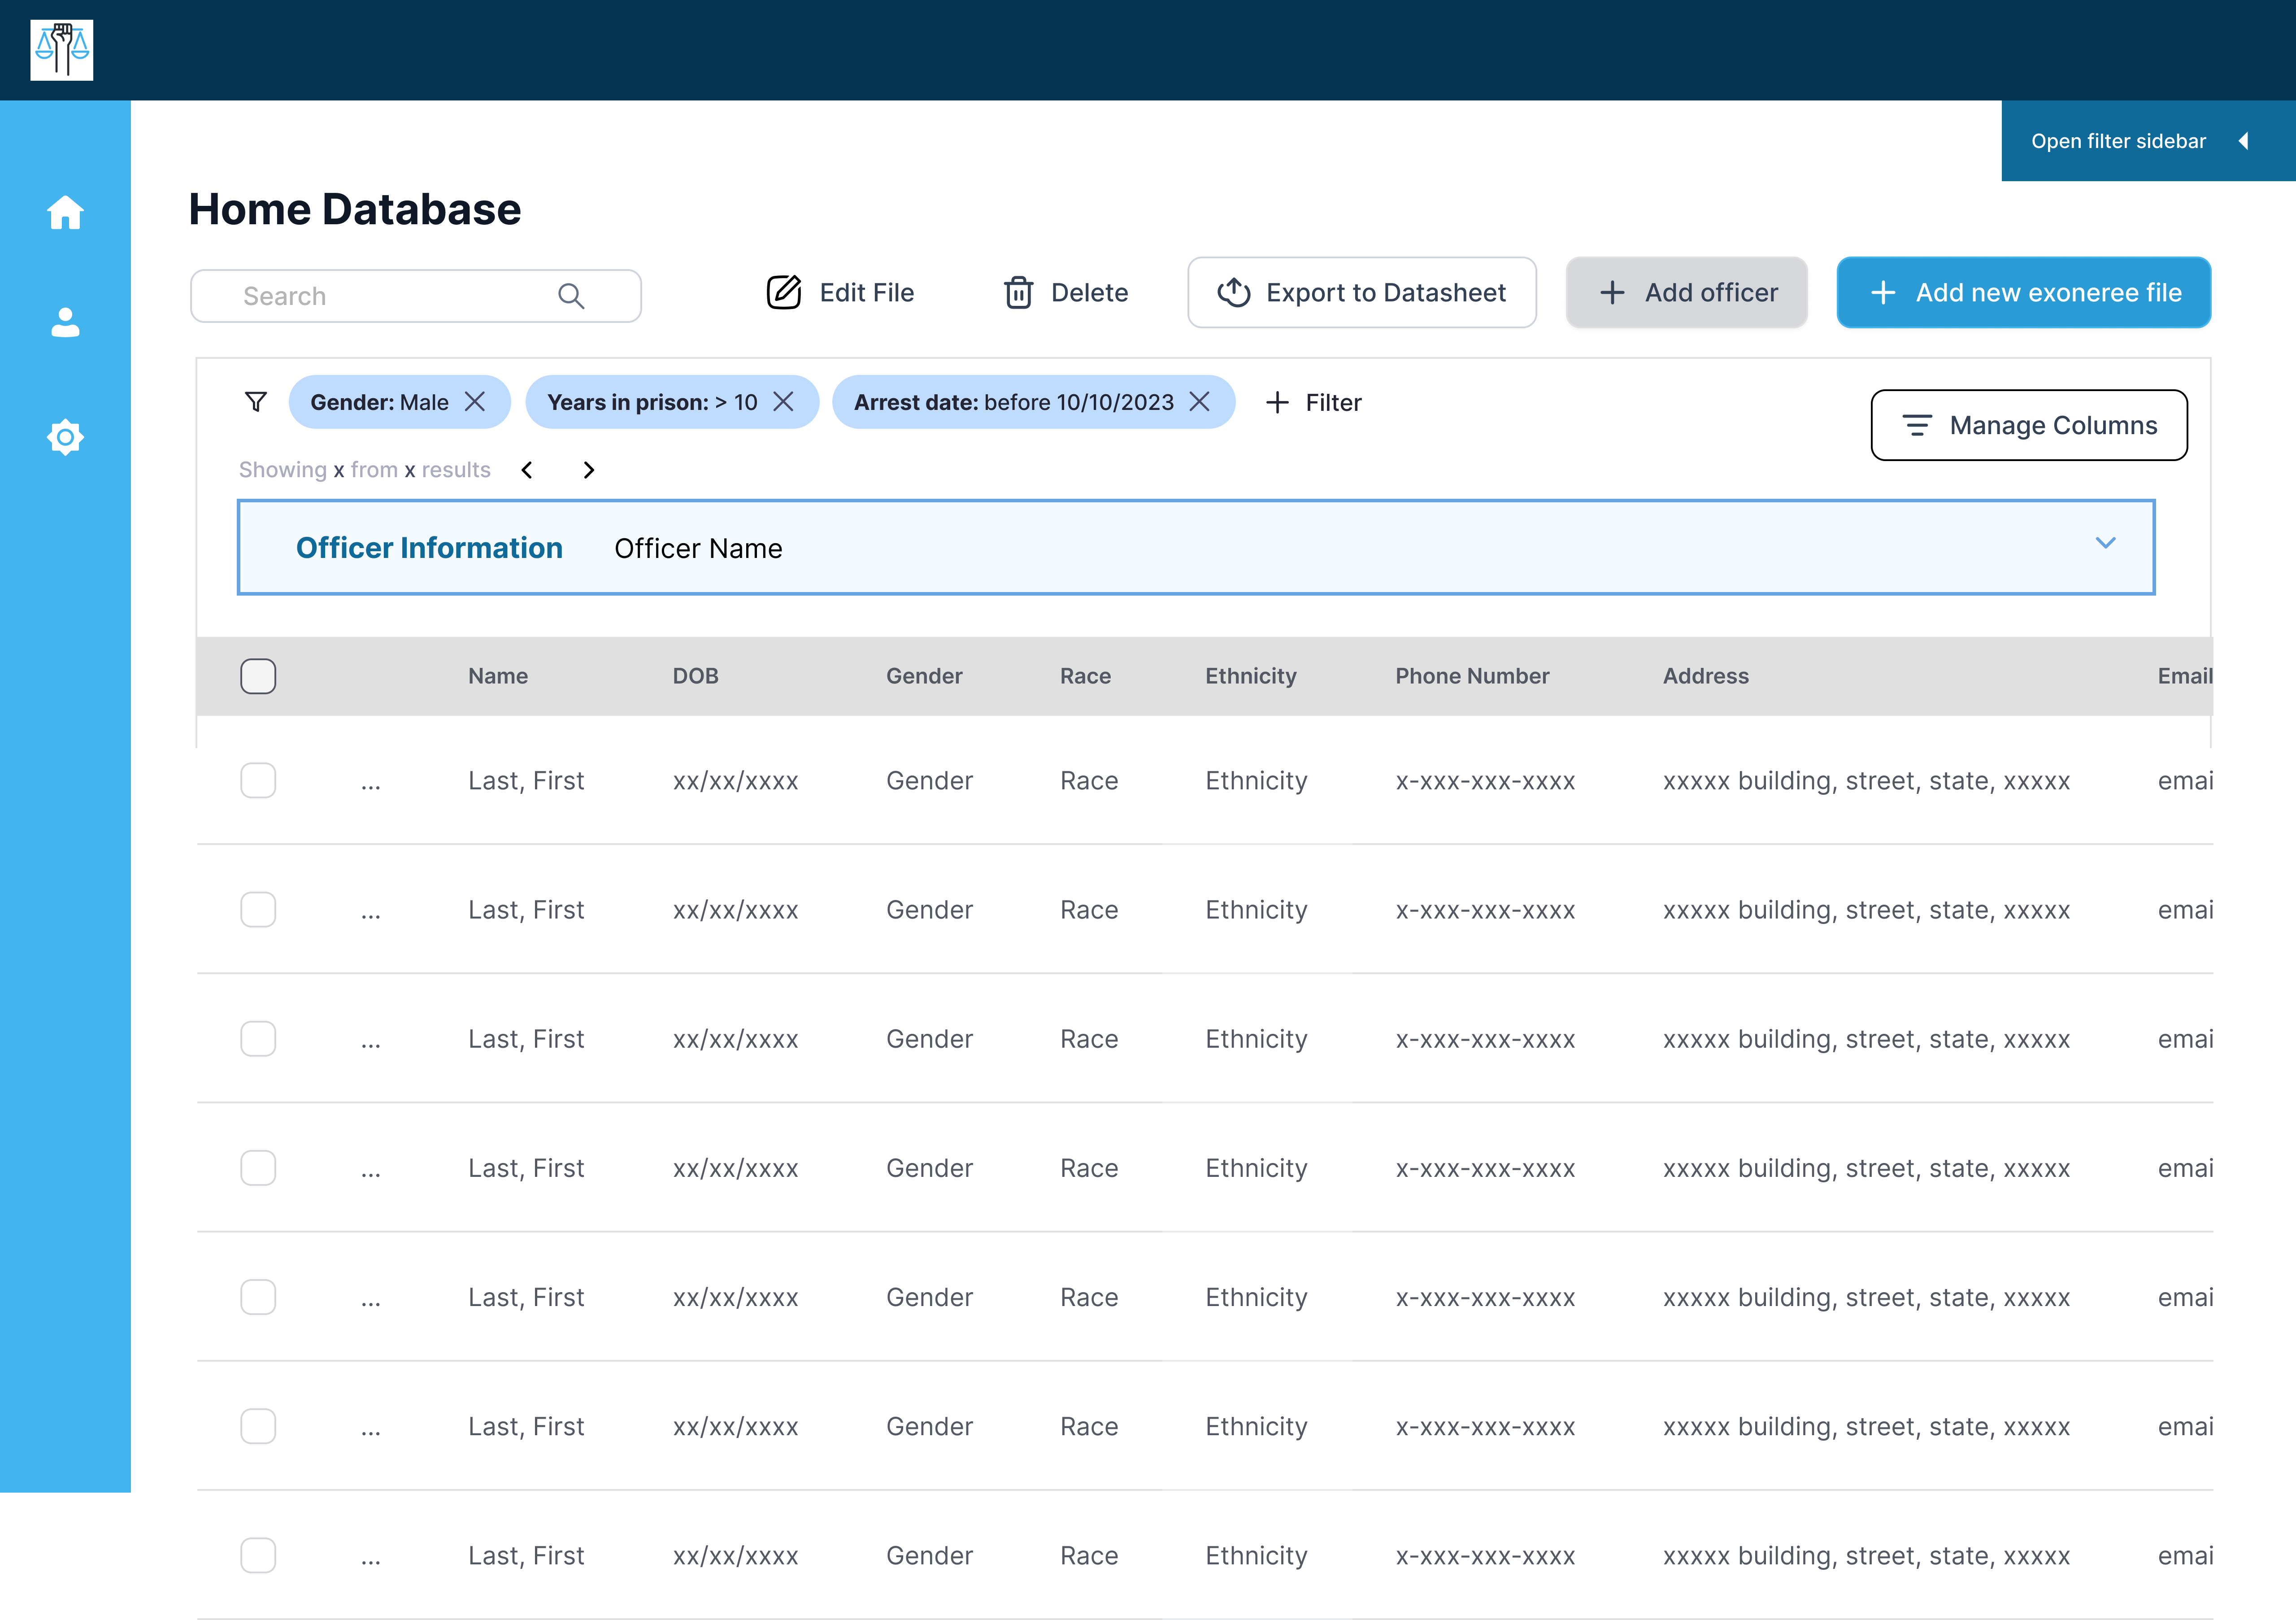 Open filter sidebar
Home Database
Search Edit File Delete Export to Datasheet Add officer Add new exoneree file
Gender: Male Years in prison: > 10 Arrest date: before 10/10/2023 Filter
Manage Columns
Showing x from x results
Officer Information Officer Name
Name DOB Gender Race Ethnicity Phone Number Address Email
... Last, First xx/xx/xxxx Gender Race Ethnicity x-xxx-xxx-xxxx xxxxx building, street, state, xxxxx emai
... Last, First xx/xx/xxxx Gender Race Ethnicity x-xxx-xxx-xxxx xxxxx building, street, state, xxxxx emai
... Last, First xx/xx/xxxx Gender Race Ethnicity x-xxx-xxx-xxxx xxxxx building, street, state, xxxxx emai
... Last, First xx/xx/xxxx Gender Race Ethnicity x-xxx-xxx-xxxx xxxxx building, street, state, xxxxx emai
... Last, First xx/xx/xxxx Gender Race Ethnicity x-xxx-xxx-xxxx xxxxx building, street, state, xxxxx emai
... Last, First xx/xx/xxxx Gender Race Ethnicity x-xxx-xxx-xxxx xxxxx building, street, state, xxxxx emai
... Last, First xx/xx/xxxx Gender Race Ethnicity x-xxx-xxx-xxxx xxxxx building, street, state, xxxxx emai